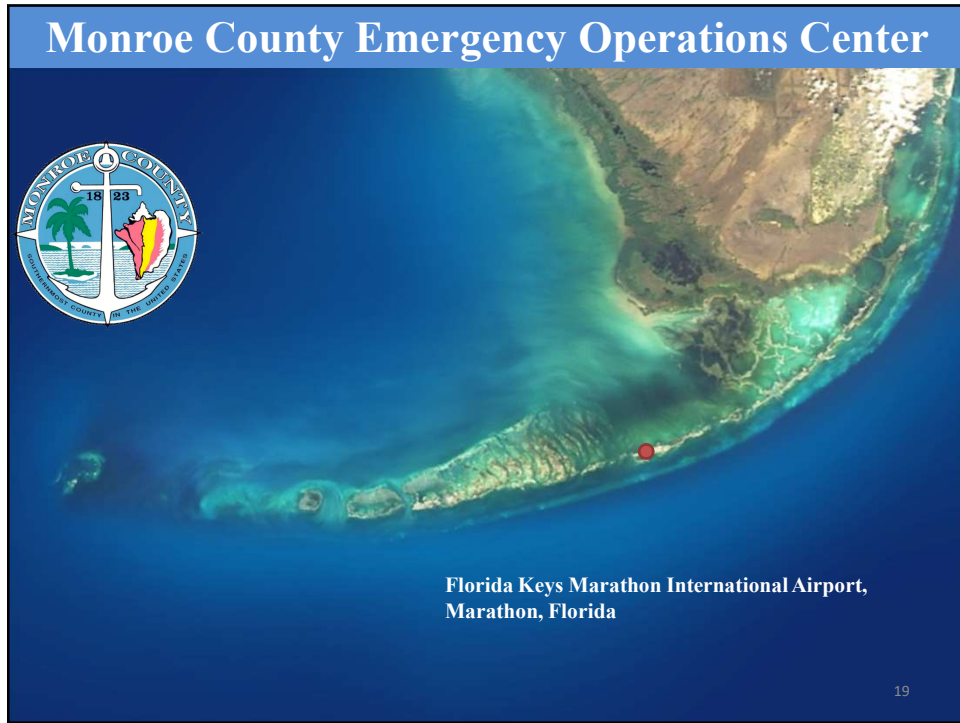 Monroe County Emergency Operations Center
MONROE COUNTY
18 23
SOUTHERNMOST COUNTY IN THE UNITED STATES
Florida Keys Marathon International Airport,
Marathon, Florida
19